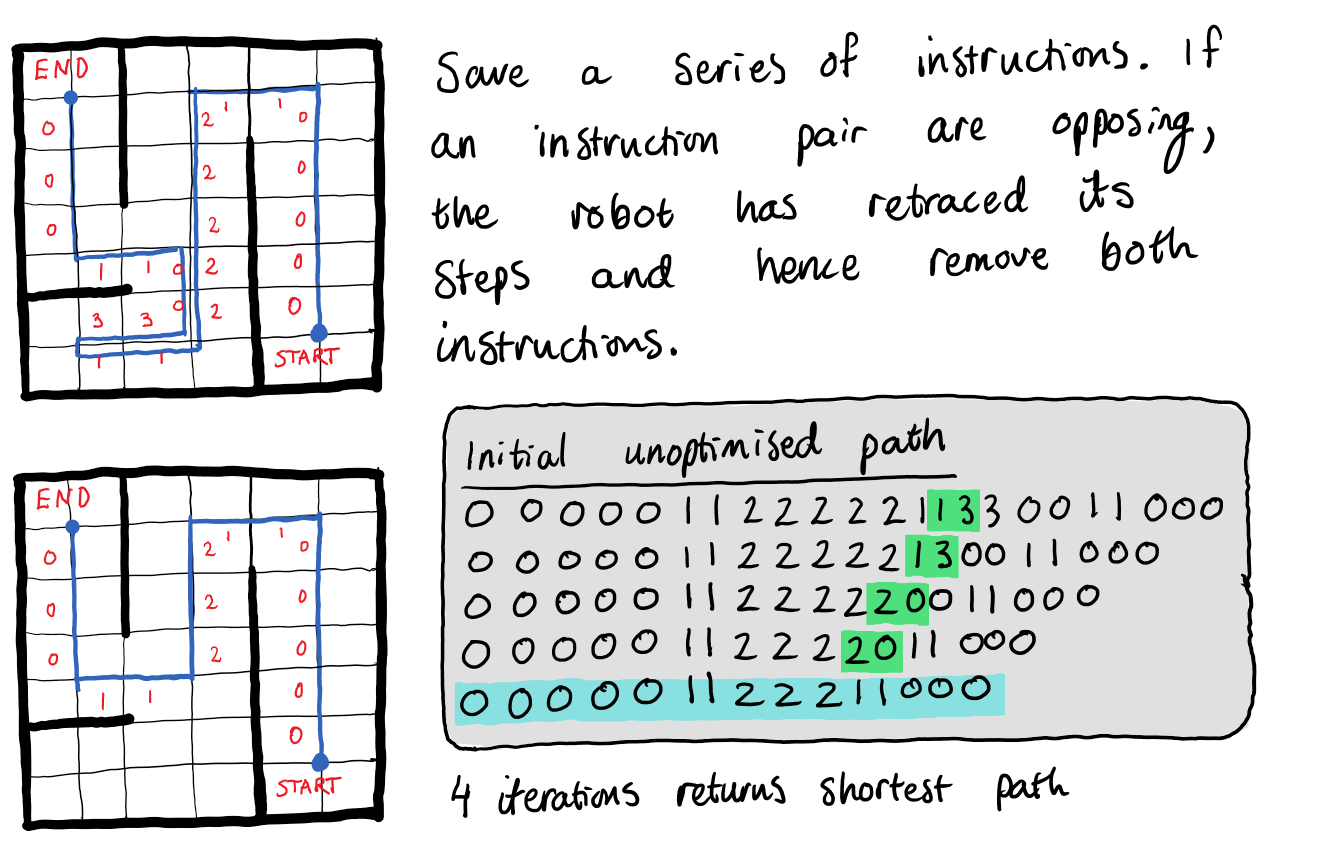 END
0 2 1 1 0
0 2 0
0 2 0
1 1 0 2 0
3 3 0 2 0
1 1 START
Save a series of instructions. If
an instruction pair are opposing,
the robot has retraced its
steps and hence remove both
instructions.
END
0 2 1 1 0
0 2 0
0 2 0
1 1 0
0
START
Initial unoptimised path
0 0 0 0 0 1 1 2 2 2 2 2 1 1 3 3 0 0 1 1 0 0 0
0 0 0 0 0 1 1 2 2 2 2 2 1 3 0 0 1 1 0 0 0
0 0 0 0 0 1 1 2 2 2 2 2 0 0 1 1 0 0 0
0 0 0 0 0 1 1 2 2 2 2 0 1 1 0 0 0
0 0 0 0 0 1 1 2 2 2 1 1 0 0 0
4 iterations returns shortest path